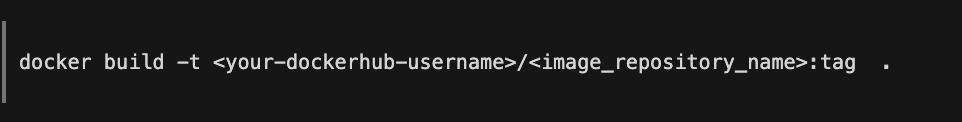 docker build -t <your-dockerhub-username>/<image_repository_name>:tag  .